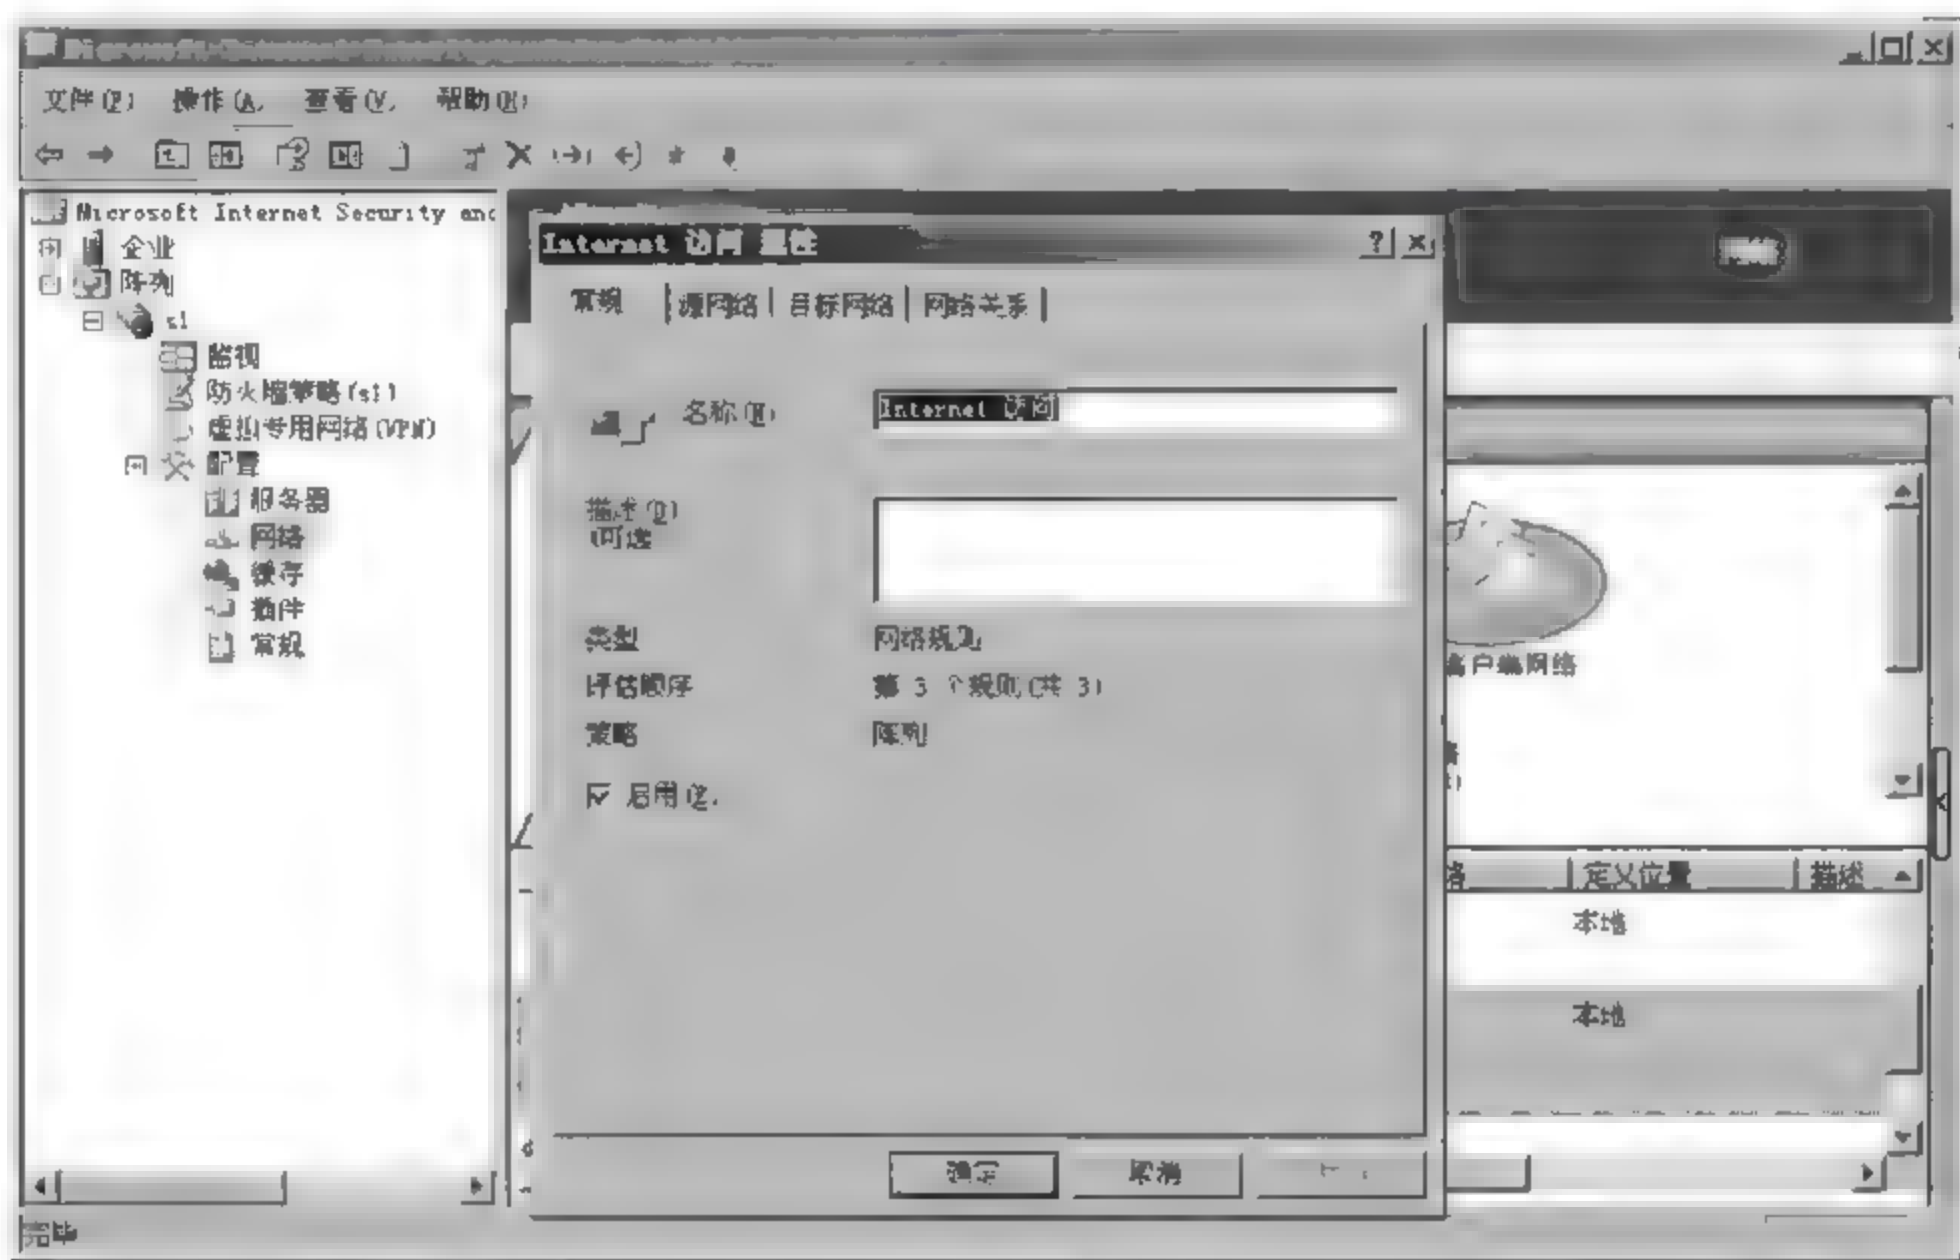 文件(F) 操作(A) 查看(V) 帮助(H)
Microsoft Internet Security and
企业
阵列
s1
监视
防火墙策略(s1)
虚拟专用网络(VPN)
配置
服务器
网络
缓存
插件
常规
Internet 访问 属性
常规 源网络 目标网络 网络关系
名称(N) Internet 访问
描述(D)
(可选
类型 网络规则
评估顺序 第 3 个规则(共 3)
策略 阵列
启用(E)
确定 取消
客户端网络
络 定义位置 描述
本地
本地
完毕